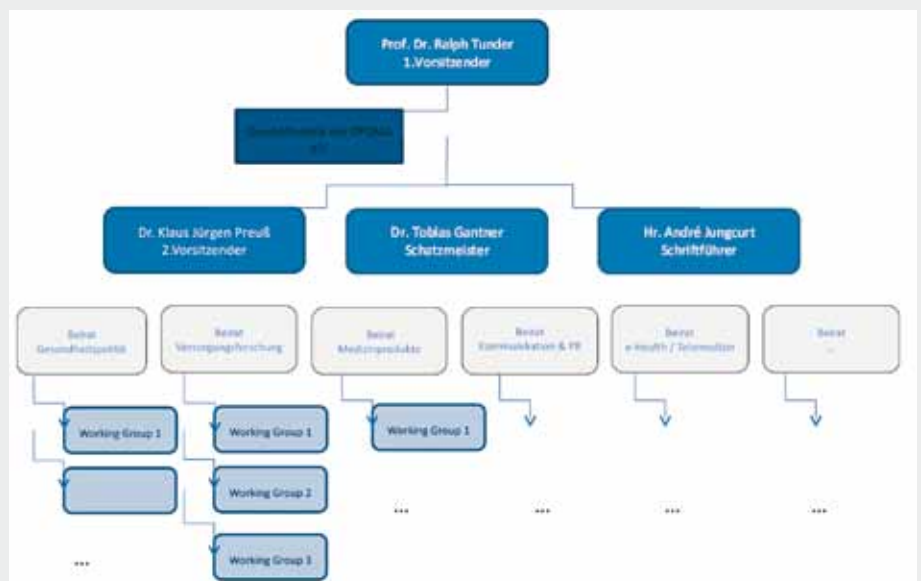 Prof. Dr. Ralph Tunder
1.Vorsitzender
Dr. Klaus Jürgen Preuß
2.Vorsitzender
Dr. Tobias Gantner
Schatzmeister
Hr. André Jungcurt
Schriftführer
Beirat
Gesundheitspolitik
Beirat
Versorgungsforschung
Beirat
Medizinprodukte
Beirat
Kommunikation & PR
Beirat
e-Health / Telemedizin
Beirat
...
Working Group 1
Working Group 1
Working Group 1
Working Group 2
...
...
...
...
...
Working Group 3